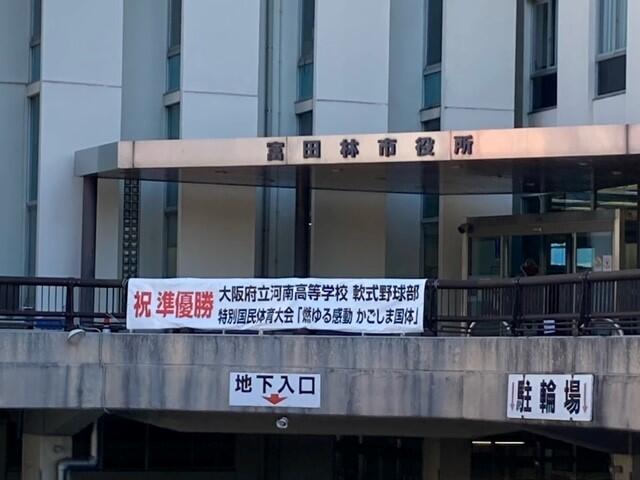 富田林市役所
祝 準優勝 大阪府立河南高等学校 軟式野球部
特別国民体育大会「燃ゆる感動 かごしま国体」
地下入口
駐輪場